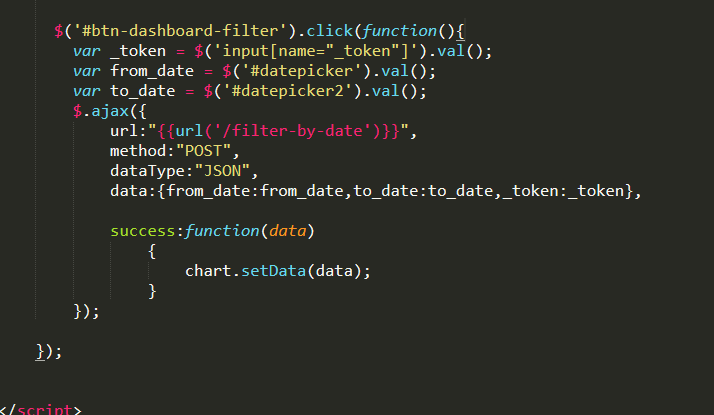 $('#btn-dashboard-filter').click(function(){
var _token = $('input[name="_token"]').val();
var from_date = $('#datepicker').val();
var to_date = $('#datepicker2').val();
$.ajax({
url:"{{url('/filter-by-date')}}",
method:"POST",
dataType:"JSON",
data:{from_date:from_date,to_date:to_date,_token:_token},
success:function(data)
{
chart.setData(data);
}
});
});
</script>